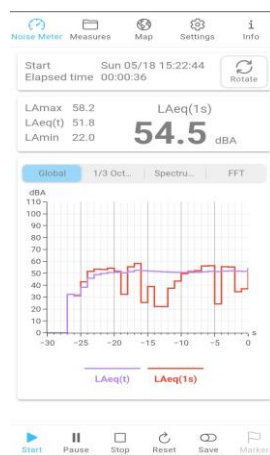 Noise Meter Measures Map Settings Info
Start Sun 05/18 15:22:44
Elapsed time 00:00:36
Rotate
LAmax 58.2
LAeq(t) 51.8
LAmin 22.0
LAeq(1s)
54.5 dBA
Global 1/3 Oct... Spectru... FFT
dBA
110
100
90
80
70
60
50
40
30
20
10
0
-30 -25 -20 -15 -10 -5 0 s
LAeq(t) LAeq(1s)
Start Pause Stop Reset Save Marker